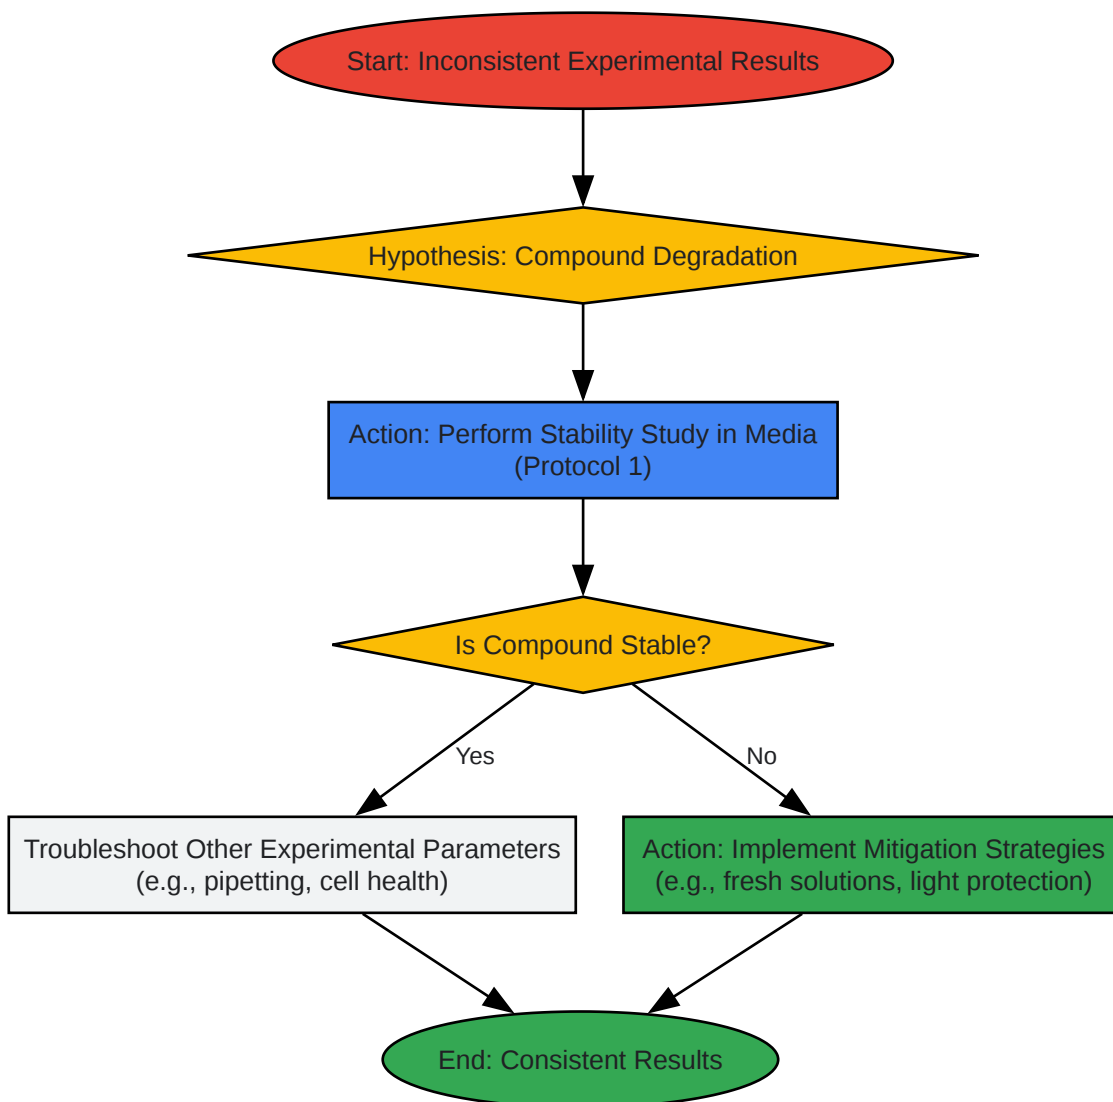 Start: Inconsistent Experimental Results
Hypothesis: Compound Degradation
Action: Perform Stability Study in Media
(Protocol 1)
Is Compound Stable?
Yes
No
Troubleshoot Other Experimental Parameters
(e.g., pipetting, cell health)
Action: Implement Mitigation Strategies
(e.g., fresh solutions, light protection)
End: Consistent Results